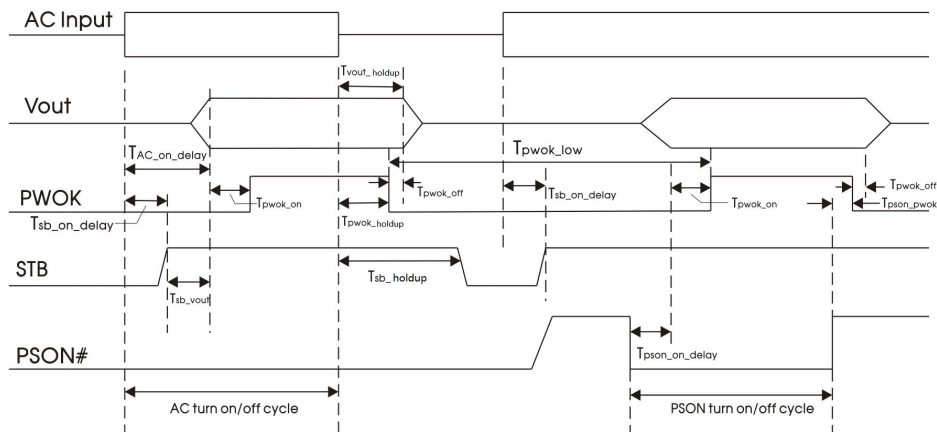 AC Input
Tvout_holdup
Vout
TAC_on_delay
Tpwok_low
PWOK
Tpwok_on
Tpwok_off
Tsb_on_delay
Tpwok_on
Tpwok_off
Tsb_on_delay
Tpwok_holdup
Tpson_pwok
STB
Tsb_vout
Tsb_holdup
PSON#
Tpson_on_delay
AC turn on/off cycle
PSON turn on/off cycle